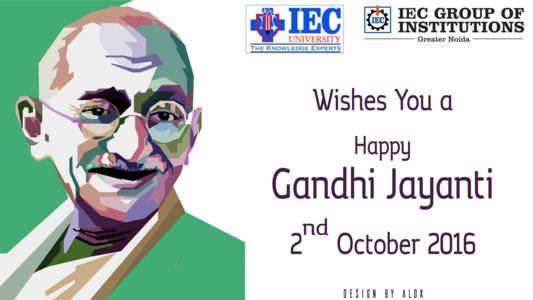 IEC
UNIVERSITY
THE KNOWLEDGE EXPERTS
IEC
IEC GROUP OF
INSTITUTIONS
Greater Noida
Wishes You a
Happy
Gandhi Jayanti
2nd October 2016
DESIGN BY ALOK